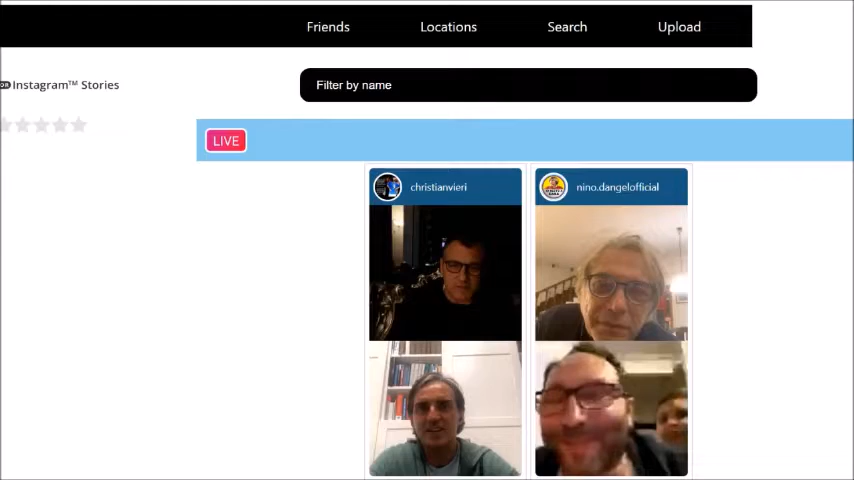 Friends Locations Search Upload
Instagram™ Stories
Filter by name
LIVE
christianvieri
nino.dangelofficial